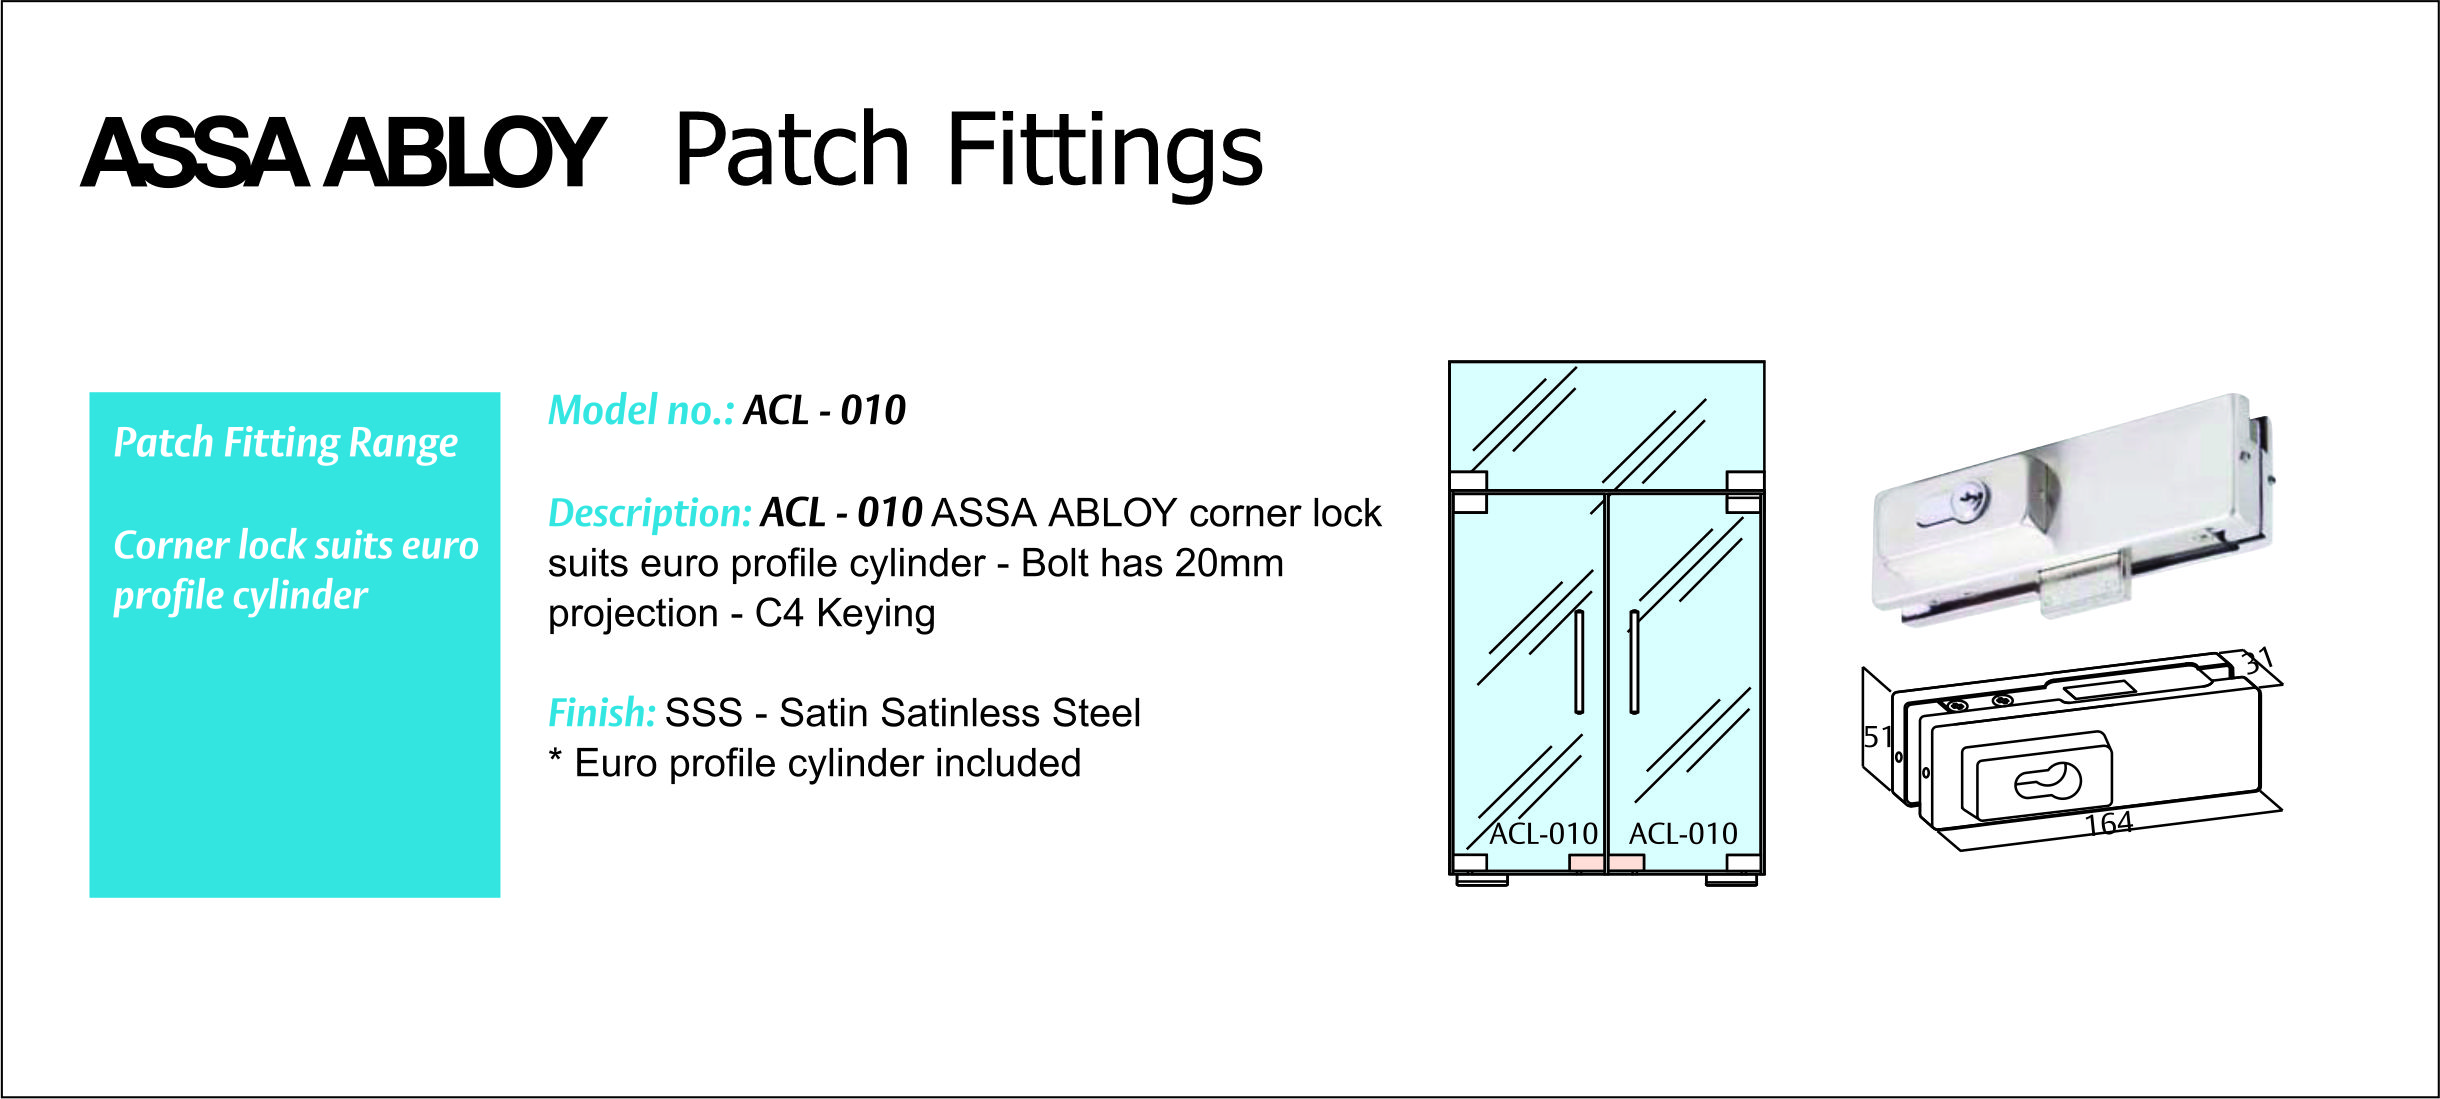 ASSA ABLOY Patch Fittings
Patch Fitting Range
Corner lock suits euro
profile cylinder
Model no.: ACL - 010
Description: ACL - 010 ASSA ABLOY corner lock
suits euro profile cylinder - Bolt has 20mm
projection - C4 Keying
Finish: SSS - Satin Satinless Steel
* Euro profile cylinder included
ACL-010 ACL-010
31
51
164